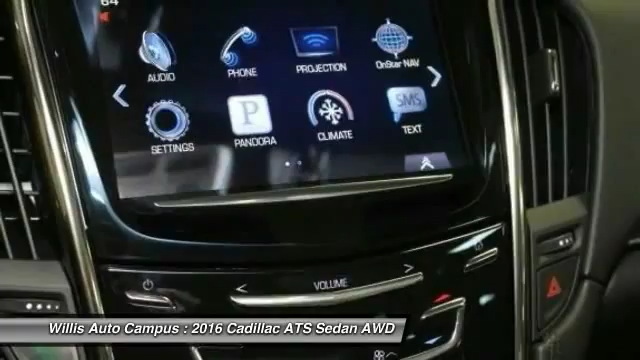 64
AUDIO
PHONE
PROJECTION
OnStar NAV
SETTINGS
P
PANDORA
CLIMATE
SMS
TEXT
VOLUME
Willis Auto Campus : 2016 Cadillac ATS Sedan AWD